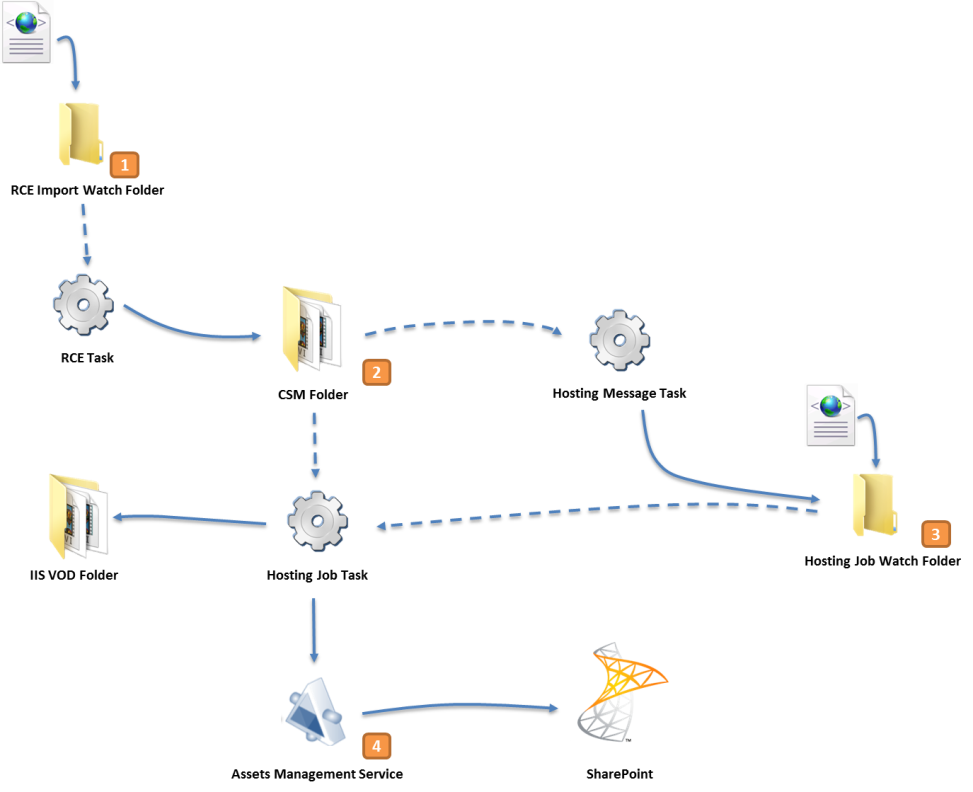 1
RCE Import Watch Folder
RCE Task
2
CSM Folder
Hosting Message Task
3
Hosting Job Watch Folder
IIS VOD Folder
Hosting Job Task
4
Assets Management Service
TM
SharePoint